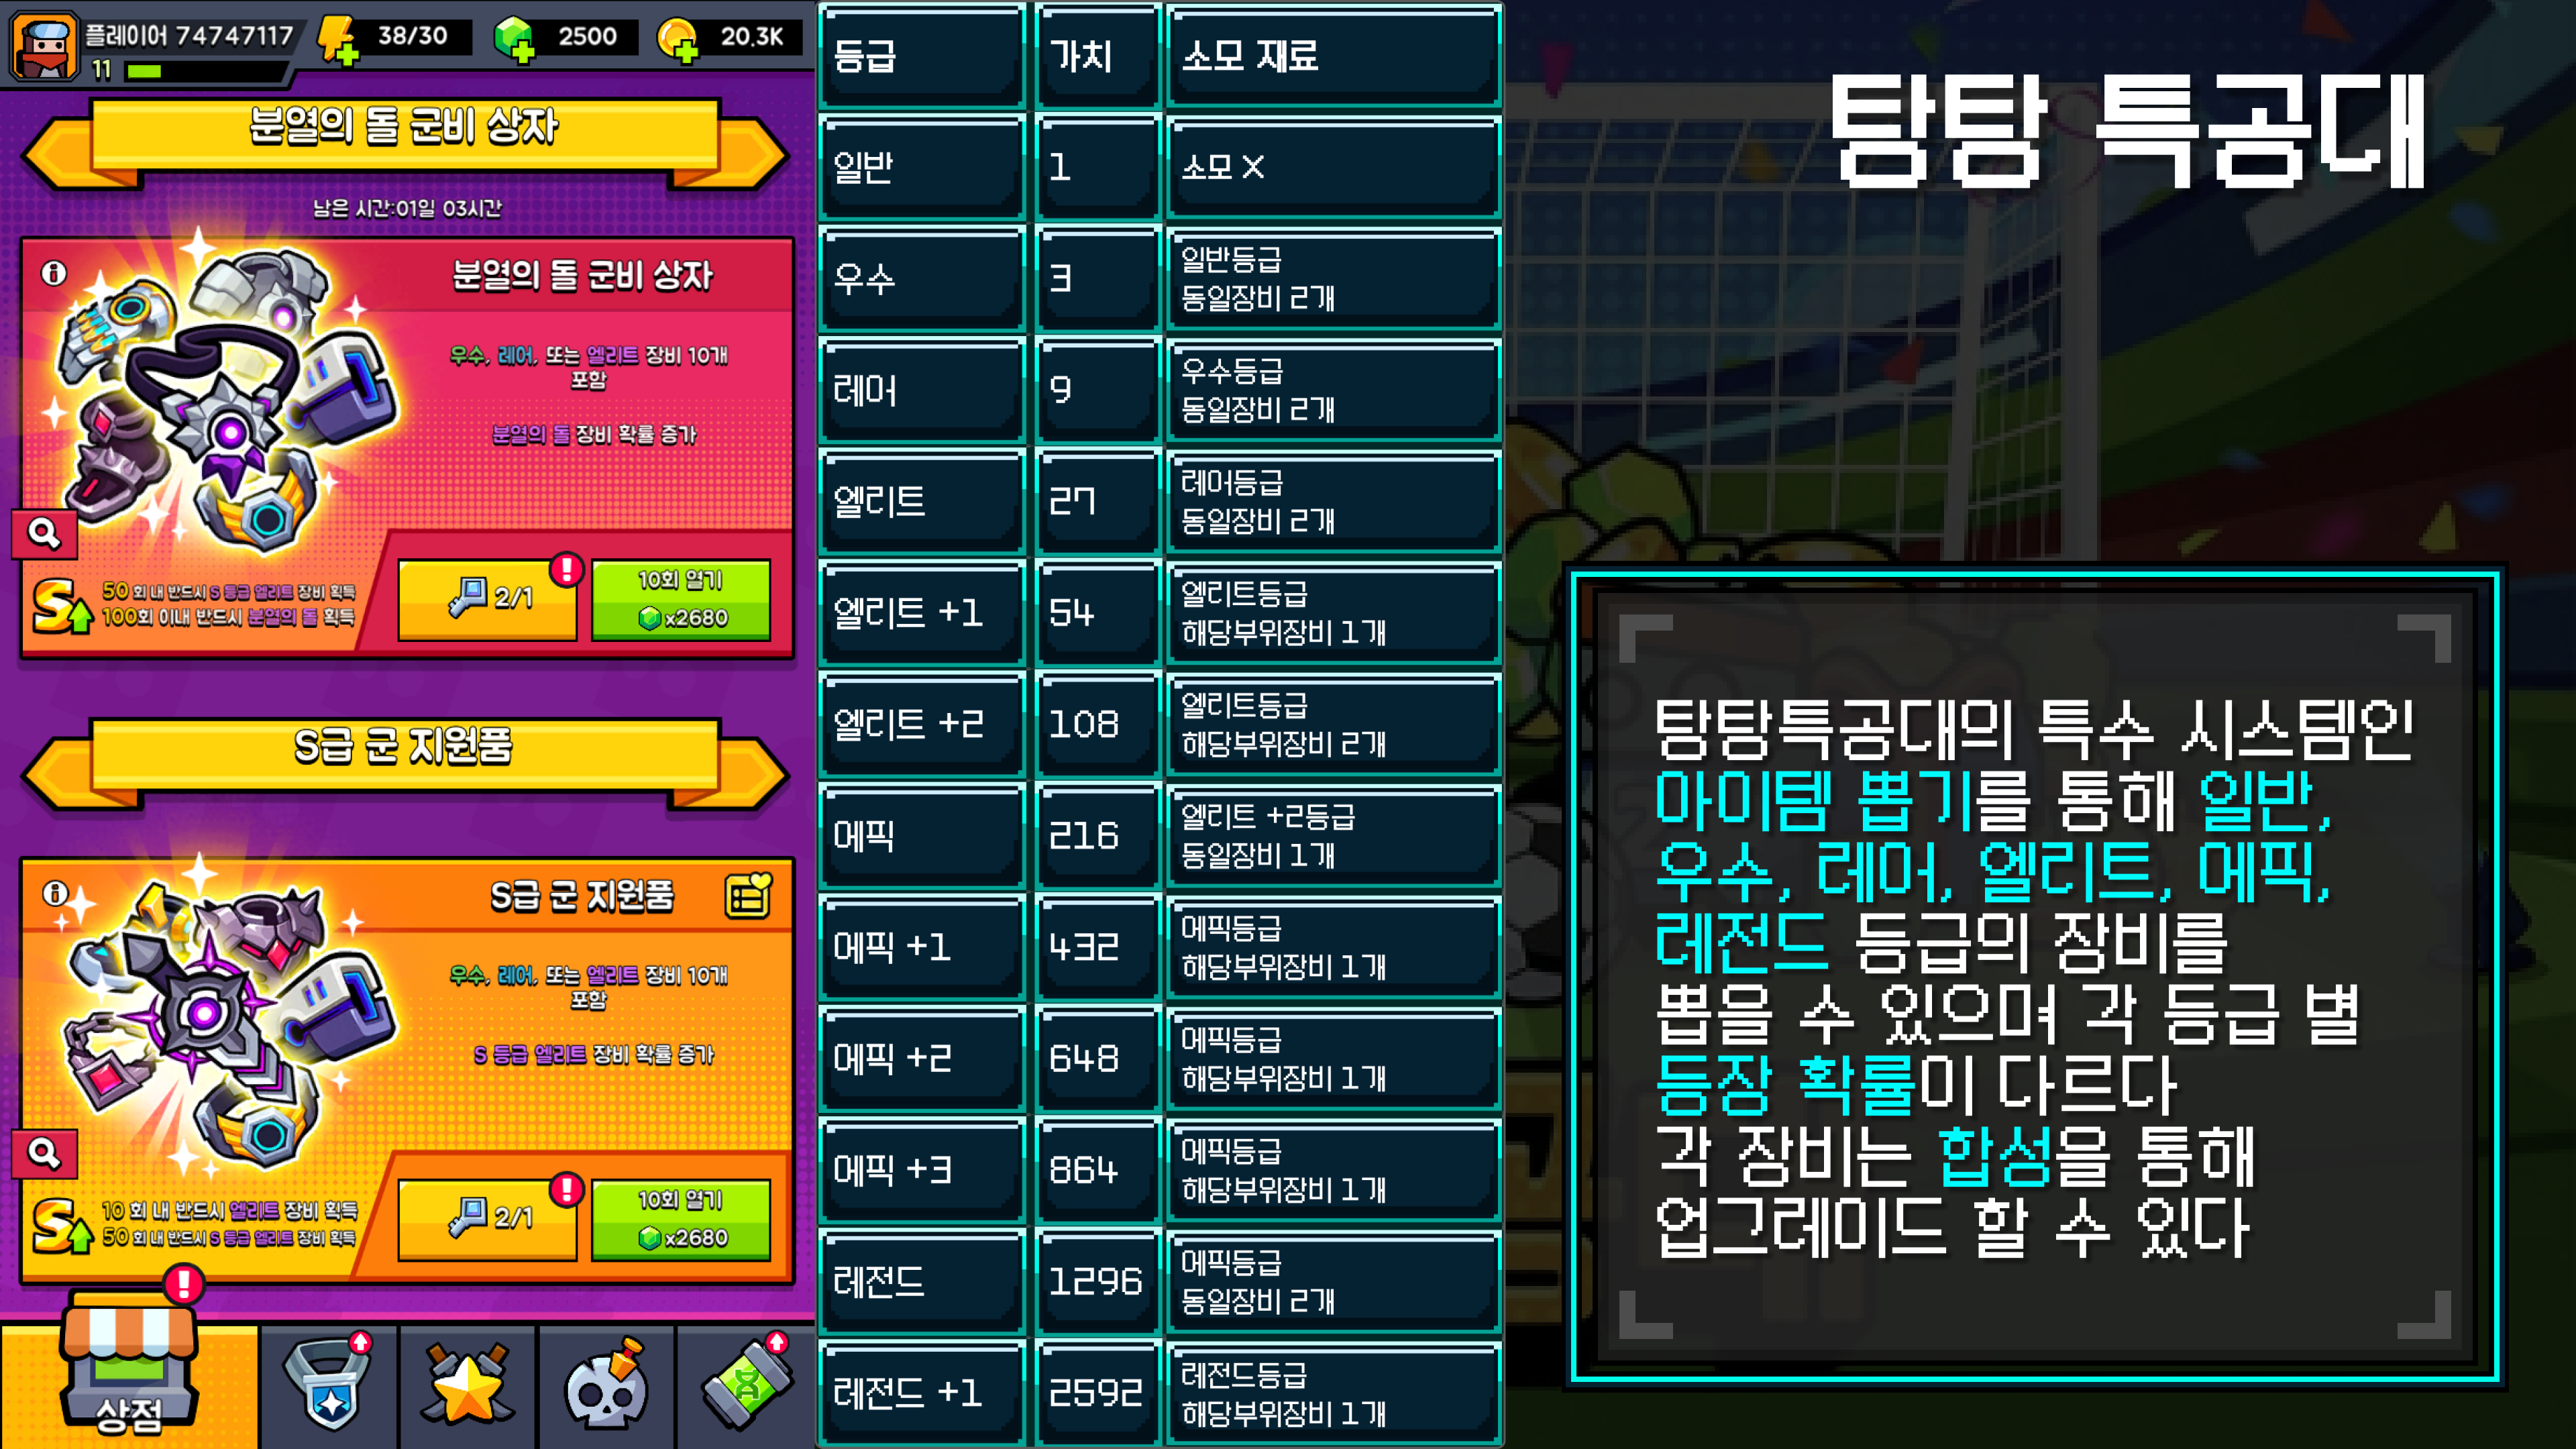 플레이어 74747117
11
38/30
2500
20.3K
분열의 돌 군비 상자
남은 시간:01일 03시간
분열의 돌 군비 상자
우수, 레어, 또는 엘리트 장비 10개
포함
분열의 돌 장비 확률 증가
S
50 회 내 반드시 S 등급 엘리트 장비 획득
100회 이내 반드시 분열의 돌 획득
2/1
10회 열기
x2680
S급 군 지원품
S급 군 지원품
우수, 레어, 또는 엘리트 장비 10개
포함
S 등급 엘리트 장비 확률 증가
S
10 회 내 반드시 엘리트 장비 획득
50 회 내 반드시 S 등급 엘리트 장비 획득
2/1
10회 열기
x2680
상점
등급 가치 소모 재료
일반 1 소모 X
우수 3 일반등급
동일장비 2개
레어 9 우수등급
동일장비 2개
엘리트 27 레어등급
동일장비 2개
엘리트 +1 54 엘리트등급
해당부위장비 1개
엘리트 +2 108 엘리트등급
해당부위장비 2개
에픽 216 엘리트 +2등급
동일장비 1개
에픽 +1 432 에픽등급
해당부위장비 1개
에픽 +2 648 에픽등급
해당부위장비 1개
에픽 +3 864 에픽등급
해당부위장비 1개
레전드 1296 에픽등급
동일장비 2개
레전드 +1 2592 레전드등급
해당부위장비 1개
탕탕 특공대
탕탕특공대의 특수 시스템인
아이템 뽑기를 통해 일반,
우수, 레어, 엘리트, 에픽,
레전드 등급의 장비를
뽑을 수 있으며 각 등급 별
등장 확률이 다르다
각 장비는 합성을 통해
업그레이드 할 수 있다